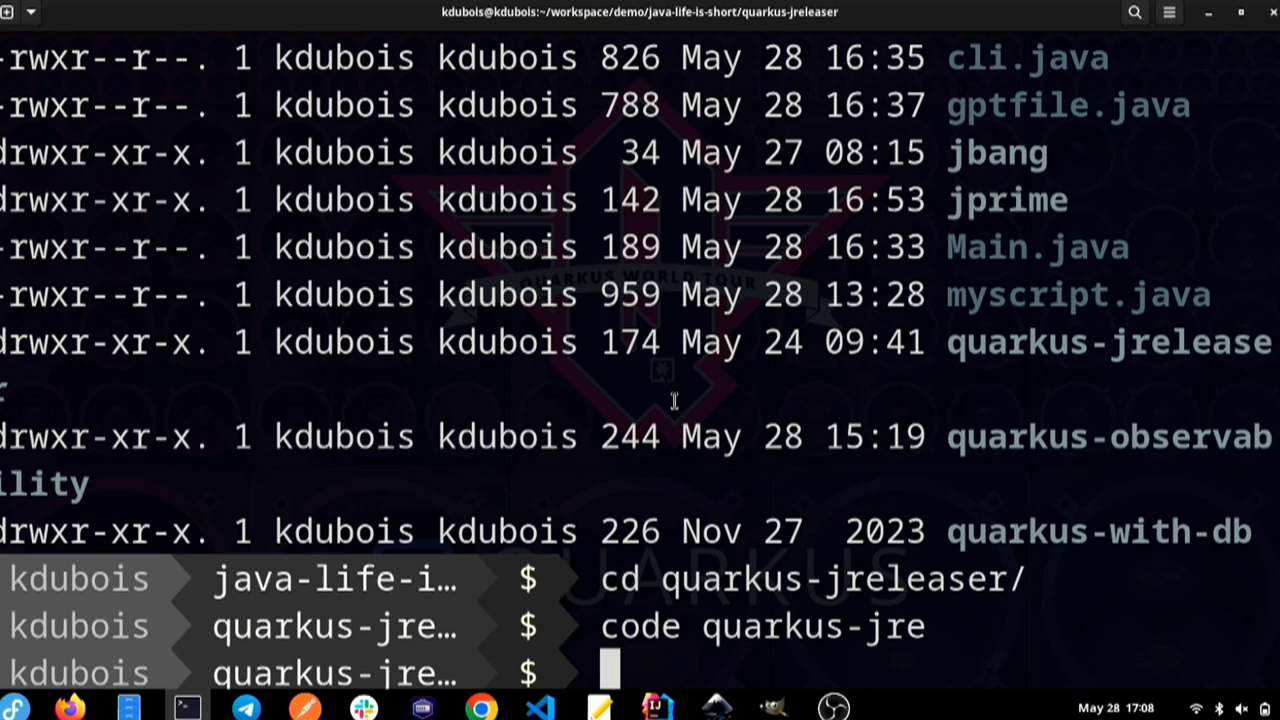 kdubois@kdubois:~/workspace/demo/java-life-is-short/quarkus-jreleaser
-rwxr--r--. 1 kdubois kdubois 826 May 28 16:35 cli.java
-rwxr--r--. 1 kdubois kdubois 788 May 28 16:37 gptfile.java
drwxr-xr-x. 1 kdubois kdubois 34 May 27 08:15 jbang
drwxr-xr-x. 1 kdubois kdubois 142 May 28 16:53 jprime
-rwxr--r--. 1 kdubois kdubois 189 May 28 16:33 Main.java
-rwxr--r--. 1 kdubois kdubois 959 May 28 13:28 myscript.java
drwxr-xr-x. 1 kdubois kdubois 174 May 24 09:41 quarkus-jrelease
r
drwxr-xr-x. 1 kdubois kdubois 244 May 28 15:19 quarkus-observab
ility
drwxr-xr-x. 1 kdubois kdubois 226 Nov 27 2023 quarkus-with-db
kdubois java-life-i… $ cd quarkus-jreleaser/
kdubois quarkus-jre… $ code quarkus-jre
kdubois quarkus-jre… $
QUARKUS WORLD TOUR
QUARKUS
May 28 17:08